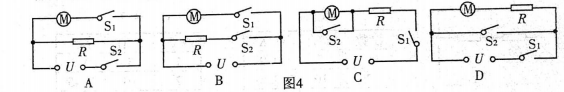 M S₁ R S₂ U A
M S₁ R S₂ U B
M R S₂ S₁ U C
M R S₂ U S₁ D
图4